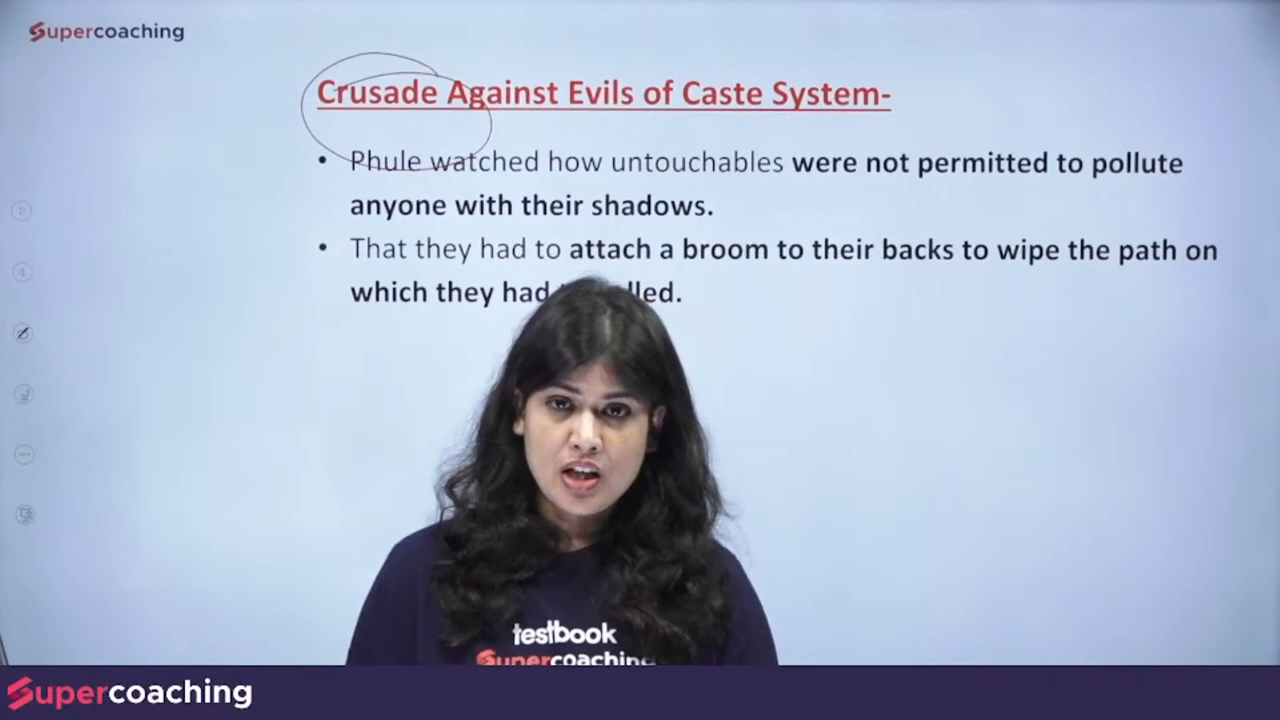 Supercoaching
Crusade Against Evils of Caste System-
• Phule watched how untouchables were not permitted to pollute
anyone with their shadows.
• That they had to attach a broom to their backs to wipe the path on
which they had
testbook
Supercoaching
Supercoaching